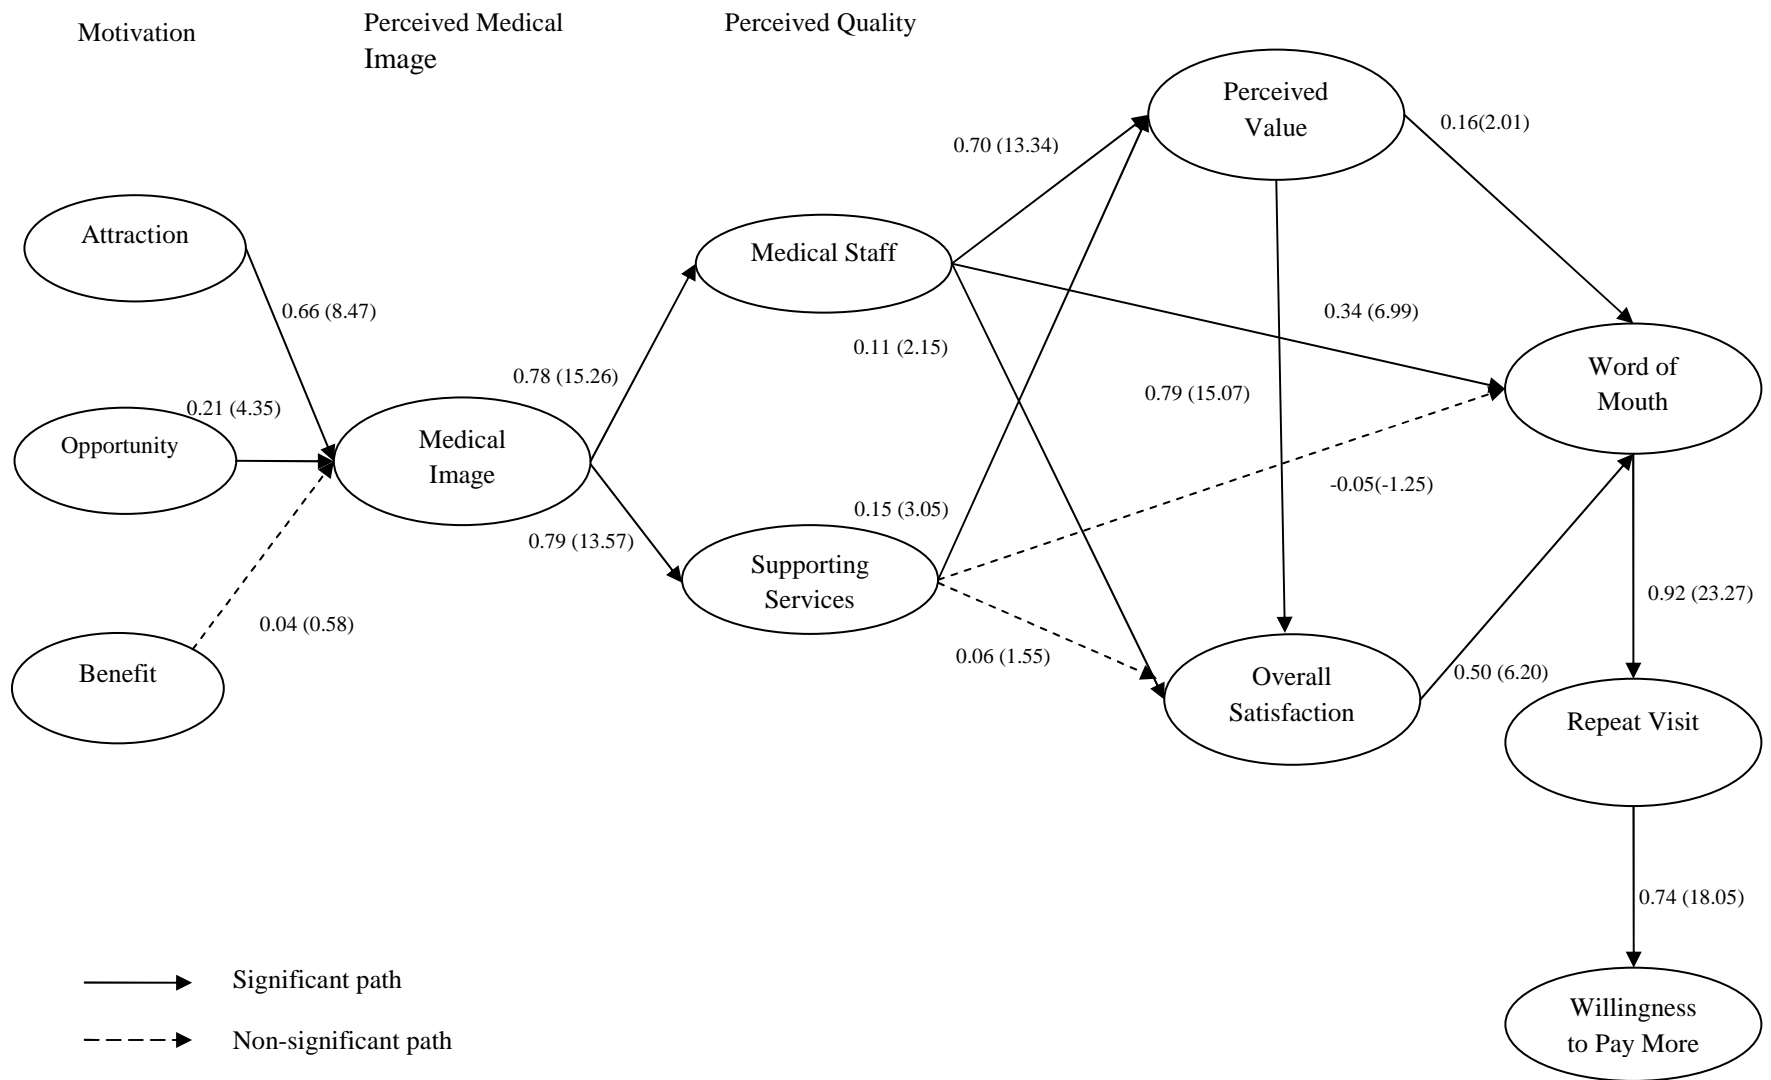 Motivation
Perceived Medical
Image
Perceived Quality
Perceived
Value
0.16(2.01)
0.70 (13.34)
Attraction
Medical Staff
0.66 (8.47)
0.34 (6.99)
0.11 (2.15)
Word of
Mouth
0.78 (15.26)
0.79 (15.07)
0.21 (4.35)
Opportunity
Medical
Image
-0.05(-1.25)
0.15 (3.05)
0.79 (13.57)
Supporting
Services
0.92 (23.27)
0.04 (0.58)
0.06 (1.55)
Benefit
Overall
Satisfaction
0.50 (6.20)
Repeat Visit
0.74 (18.05)
Significant path
Willingness
to Pay More
Non-significant path